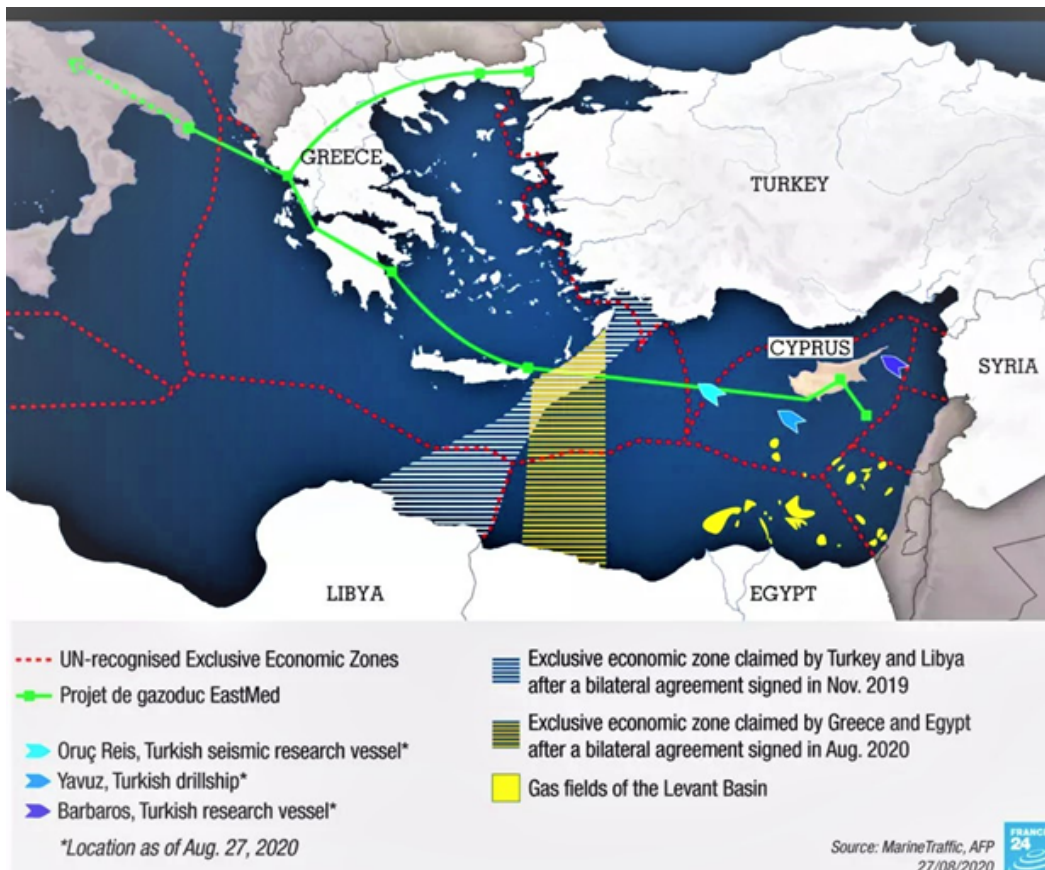 GREECE
TURKEY
CYPRUS
SYRIA
LIBYA
EGYPT
UN-recognised Exclusive Economic Zones
Projet de gazoduc EastMed
Oruç Reis, Turkish seismic research vessel*
Yavuz, Turkish drillship*
Barbaros, Turkish research vessel*
*Location as of Aug. 27, 2020
Exclusive economic zone claimed by Turkey and Libya
after a bilateral agreement signed in Nov. 2019
Exclusive economic zone claimed by Greece and Egypt
after a bilateral agreement signed in Aug. 2020
Gas fields of the Levant Basin
Source: MarineTraffic, AFP
27/08/2020
FRANCE
24